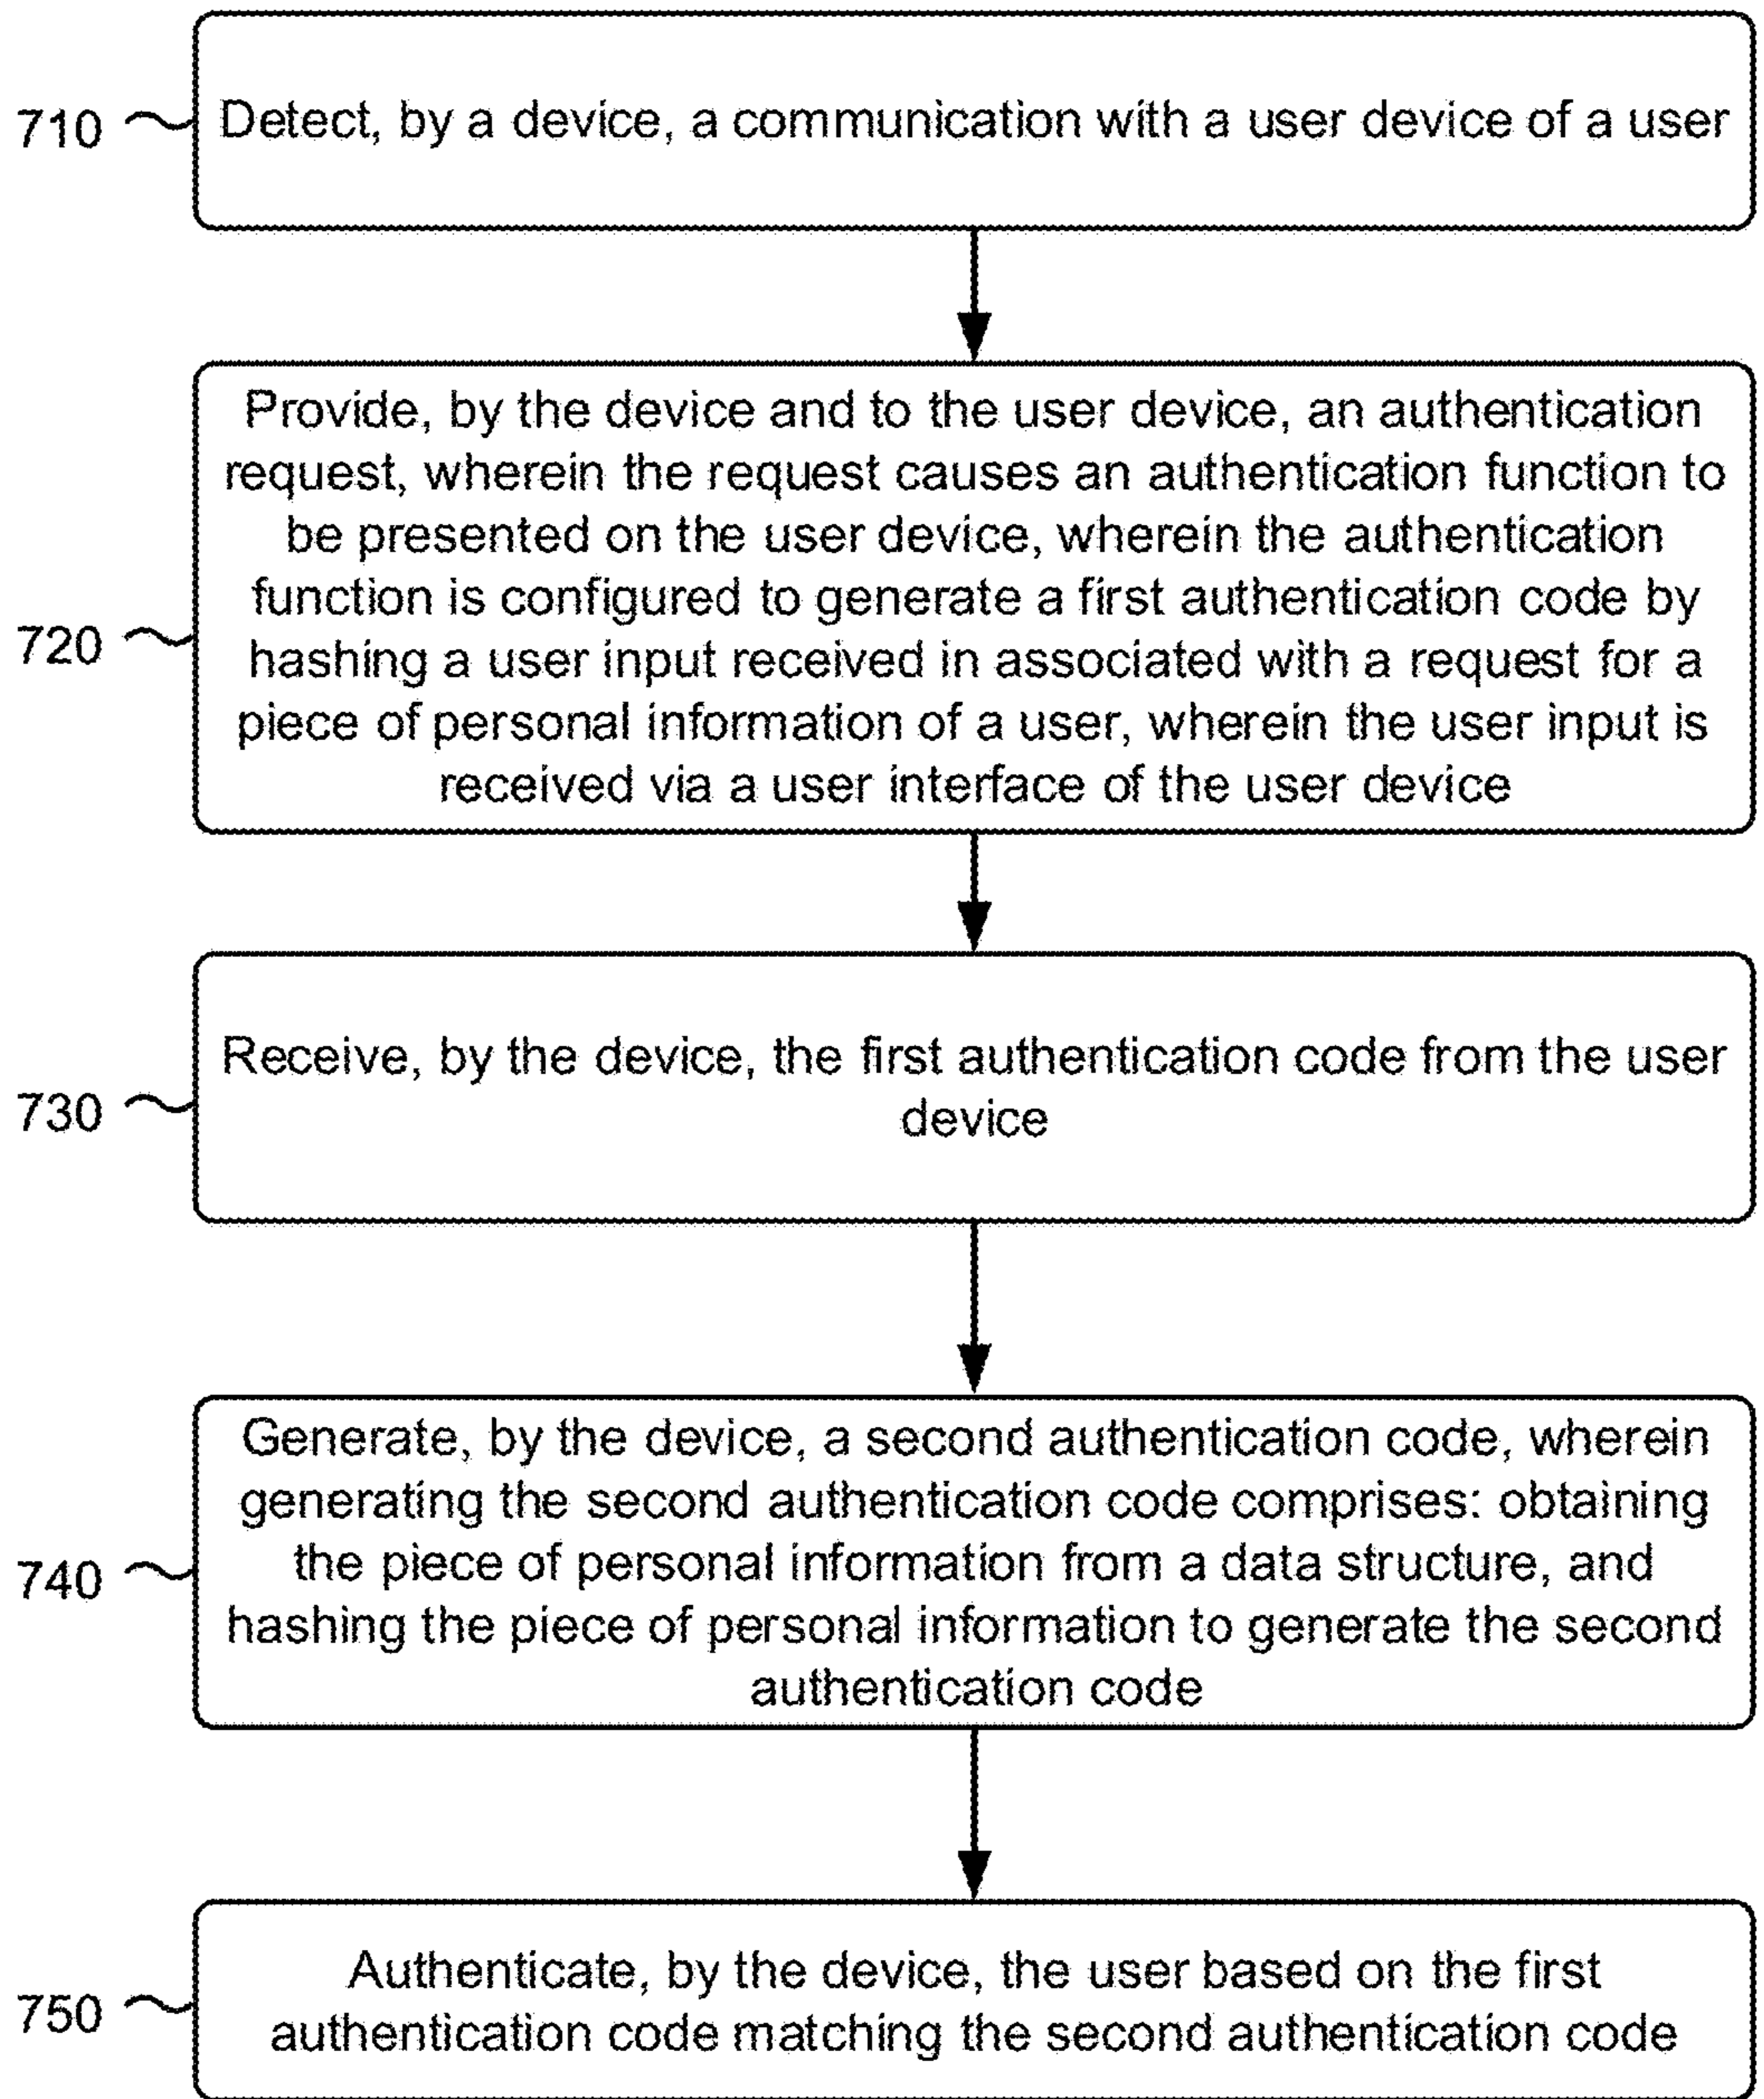 710
Detect, by a device, a communication with a user device of a user
Provide, by the device and to the user device, an authentication
request, wherein the request causes an authentication function to
be presented on the user device, wherein the authentication
function is configured to generate a first authentication code by
720
hashing a user input received in associated with a request for a
piece of personal information of a user, wherein the user input is
received via a user interface of the user device
Receive, by the device, the first authentication code from the user
730
device
Generate, by the device, a second authentication code, wherein
generating the second authentication code comprises: obtaining
740
the piece of personal information from a data structure, and
hashing the piece of personal information to generate the second
authentication code
Authenticate, by the device, the user based on the first
750
authentication code matching the second authentication code